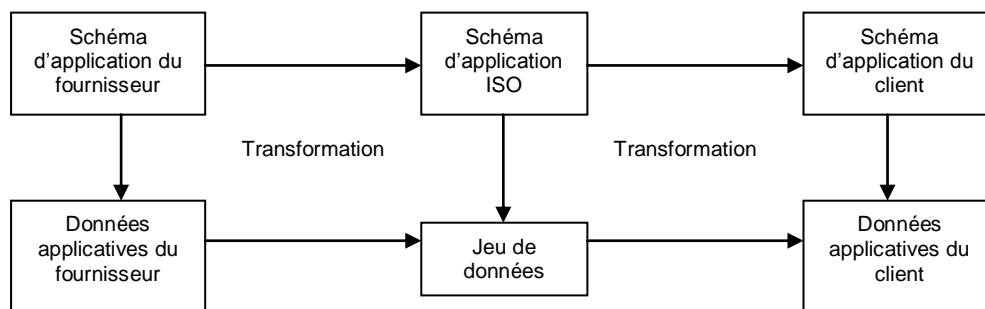 Schéma
d’application du
fournisseur
Schéma
d’application
ISO
Schéma
d’application du
client
Transformation
Transformation
Données
applicatives du
fournisseur
Jeu de
données
Données
applicatives du
client